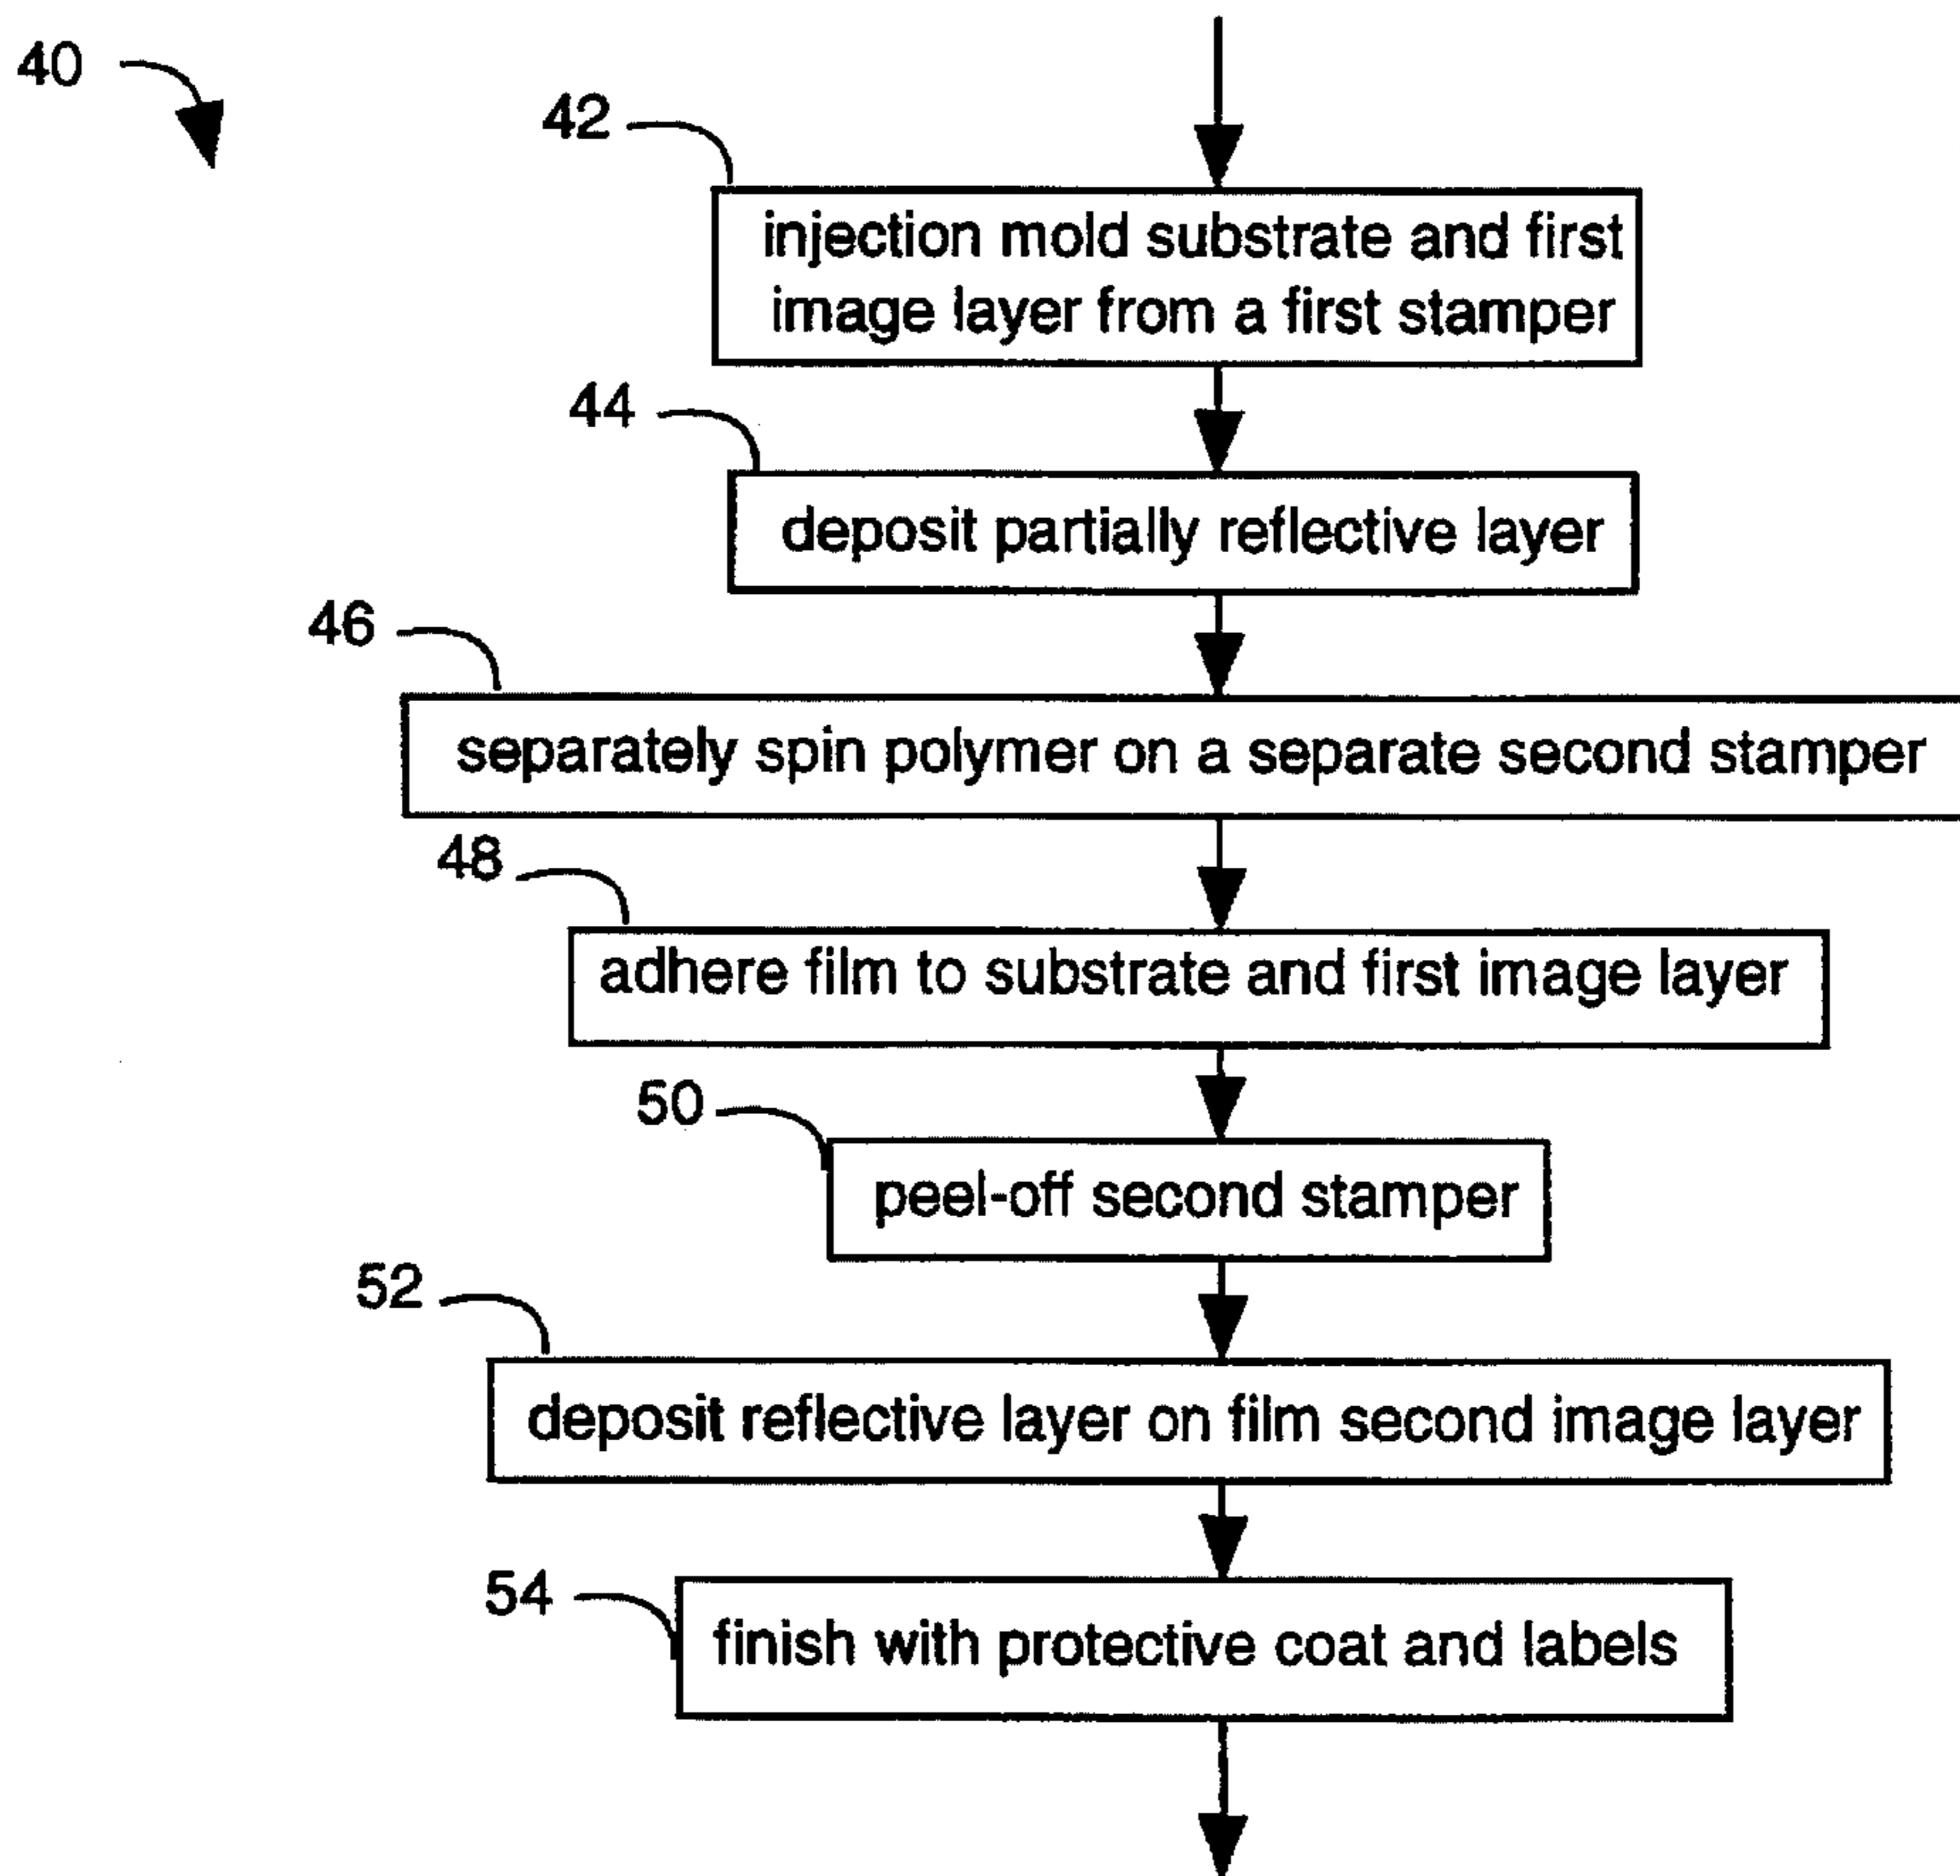 40
42
injection mold substrate and first
image layer from a first stamper
44
deposit partially reflective layer
46
separately spin polymer on a separate second stamper
48
adhere film to substrate and first image layer
50
peel-off second stamper
52
deposit reflective layer on film second image layer
54
finish with protective coat and labels